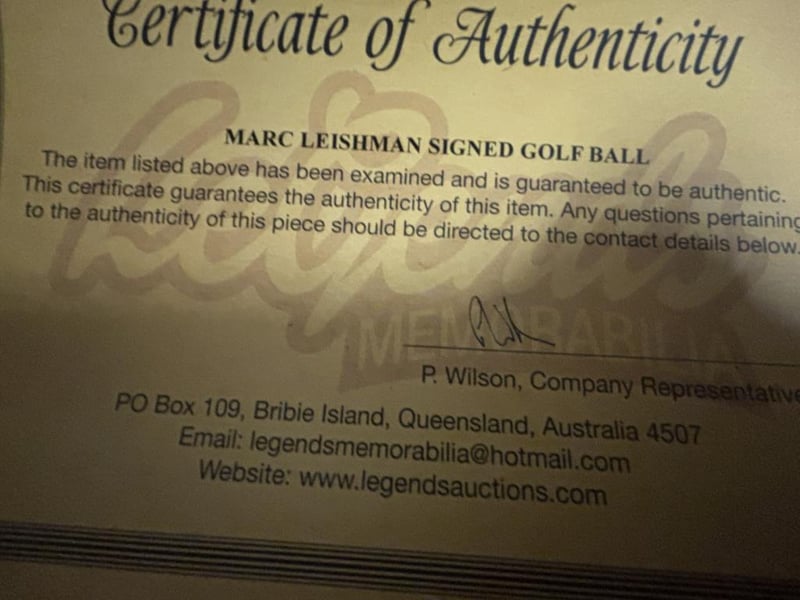 Certificate of Authenticity
MARC LEISHMAN SIGNED GOLF BALL
The item listed above has been examined and is guaranteed to be authentic.
This certificate guarantees the authenticity of this item. Any questions pertaining
to the authenticity of this piece should be directed to the contact details below.
Legends
MEMORABILIA
P. Wilson, Company Representative
PO Box 109, Bribie Island, Queensland, Australia 4507
Email: legendsmemorabilia@hotmail.com
Website: www.legendsauctions.com